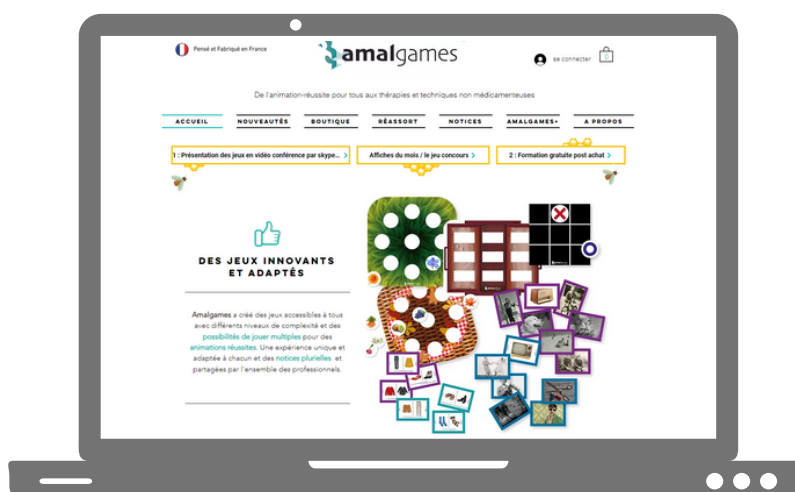 Pensé et Fabriqué en France
amalgames
se connecter
0
De l'animation-réussite pour tous aux thérapies et techniques non médicamenteuses
ACCUEIL NOUVEAUTÉS BOUTIQUE RÉASSORT NOTICES AMALGAMES+ A PROPOS
1 : Présentation des jeux en vidéo conférence par skype... > Affiches du mois / le jeu concours > 2 : Formation gratuite post achat >
DES JEUX INNOVANTS
ET ADAPTÉS
Amalgames a créé des jeux accessibles à tous
avec différents niveaux de complexité et des
possibilités de jouer multiples pour des
animations réussites. Une expérience unique et
adaptée à chacun et des notices plurielles et
partagées par l'ensemble des professionnels.